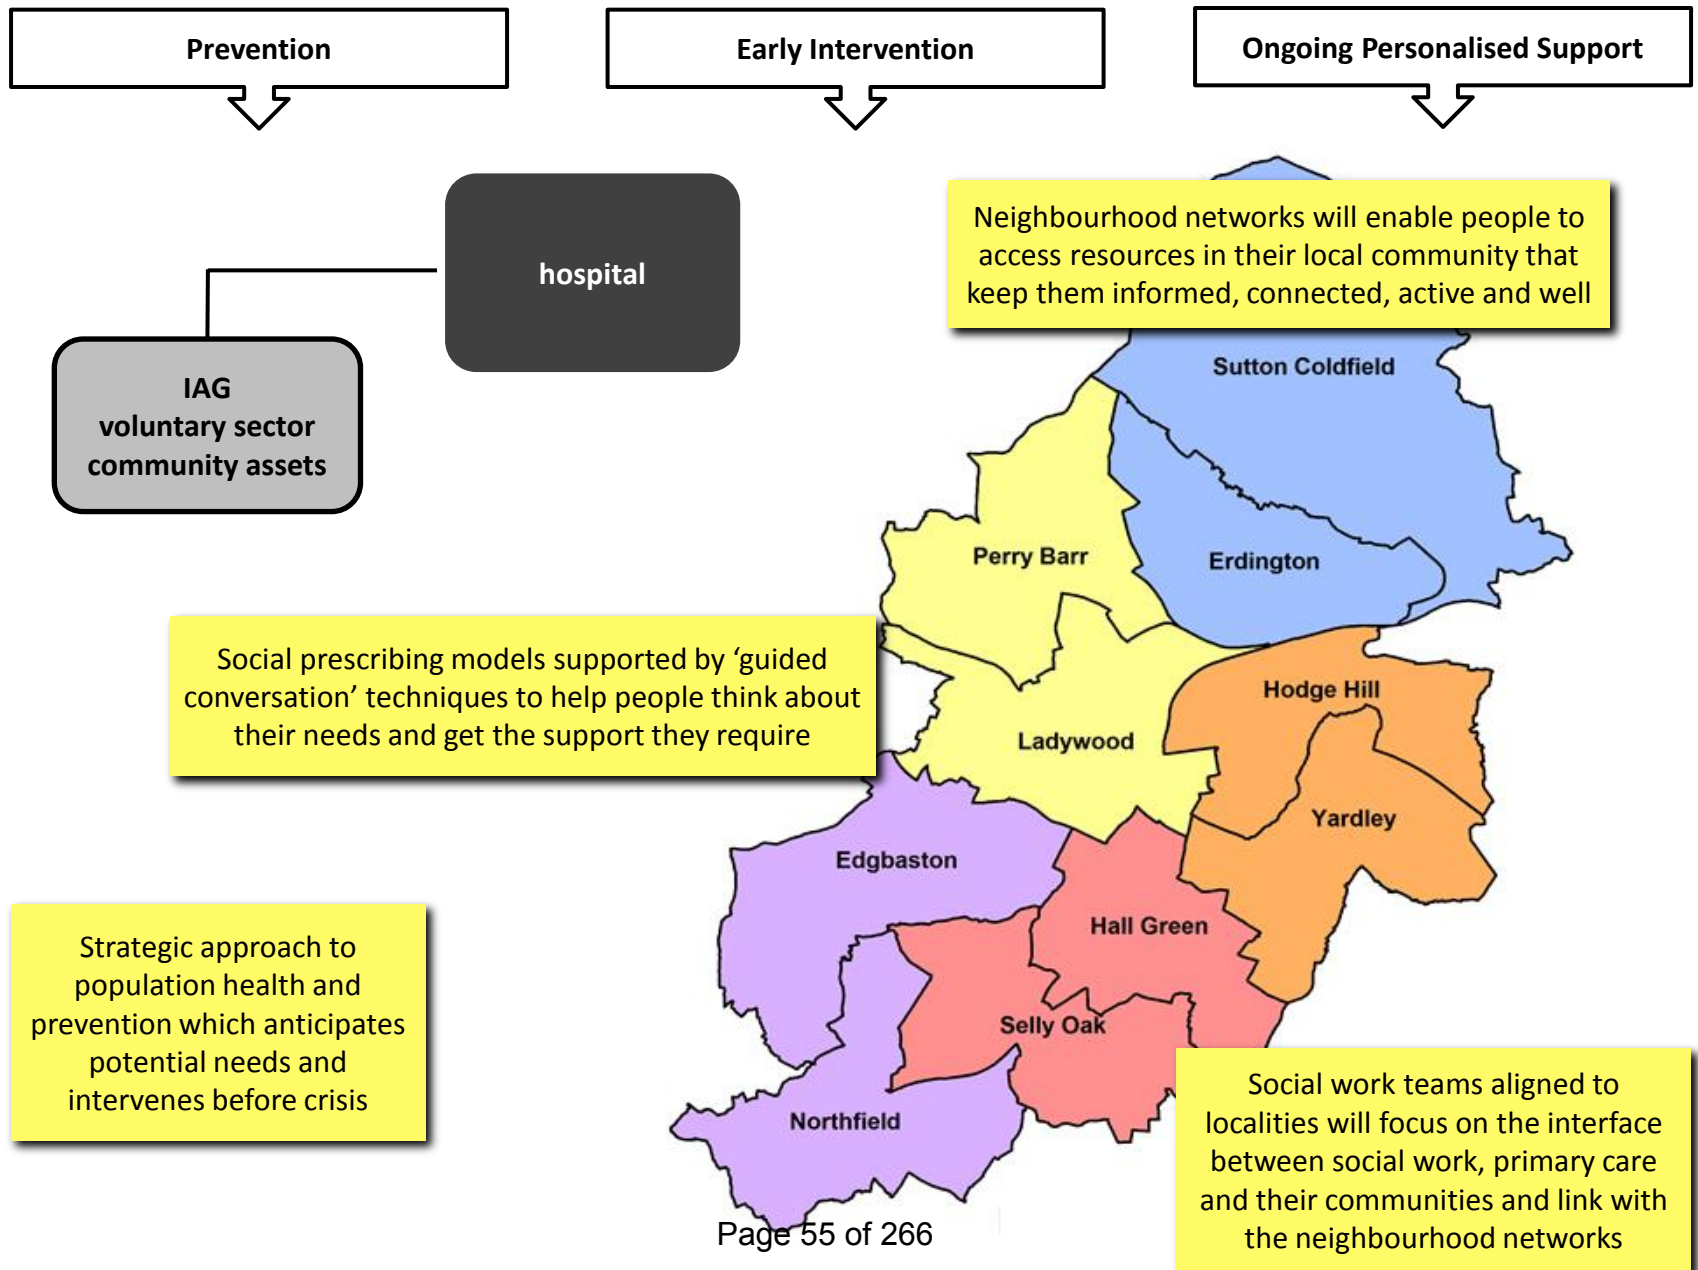 Prevention
Early Intervention
Ongoing Personalised Support
hospital
IAG
voluntary sector
community assets
Neighbourhood networks will enable people to
access resources in their local community that
keep them informed, connected, active and well
Sutton Coldfield
Perry Barr
Erdington
Social prescribing models supported by ‘guided
conversation’ techniques to help people think about
their needs and get the support they require
Hodge Hill
Ladywood
Yardley
Edgbaston
Hall Green
Selly Oak
Northfield
Strategic approach to
population health and
prevention which anticipates
potential needs and
intervenes before crisis
Social work teams aligned to
localities will focus on the interface
between social work, primary care
and their communities and link with
the neighbourhood networks
Page 55 of 266